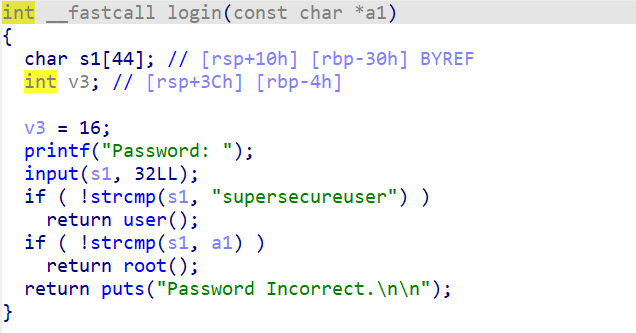 int __fastcall login(const char *a1)
{
  char s1[44]; // [rsp+10h] [rbp-30h] BYREF
  int v3; // [rsp+3Ch] [rbp-4h]

  v3 = 16;
  printf("Password: ");
  input(s1, 32LL);
  if ( !strcmp(s1, "supersecureuser") )
    return user();
  if ( !strcmp(s1, a1) )
    return root();
  return puts("Password Incorrect.\n\n");
}